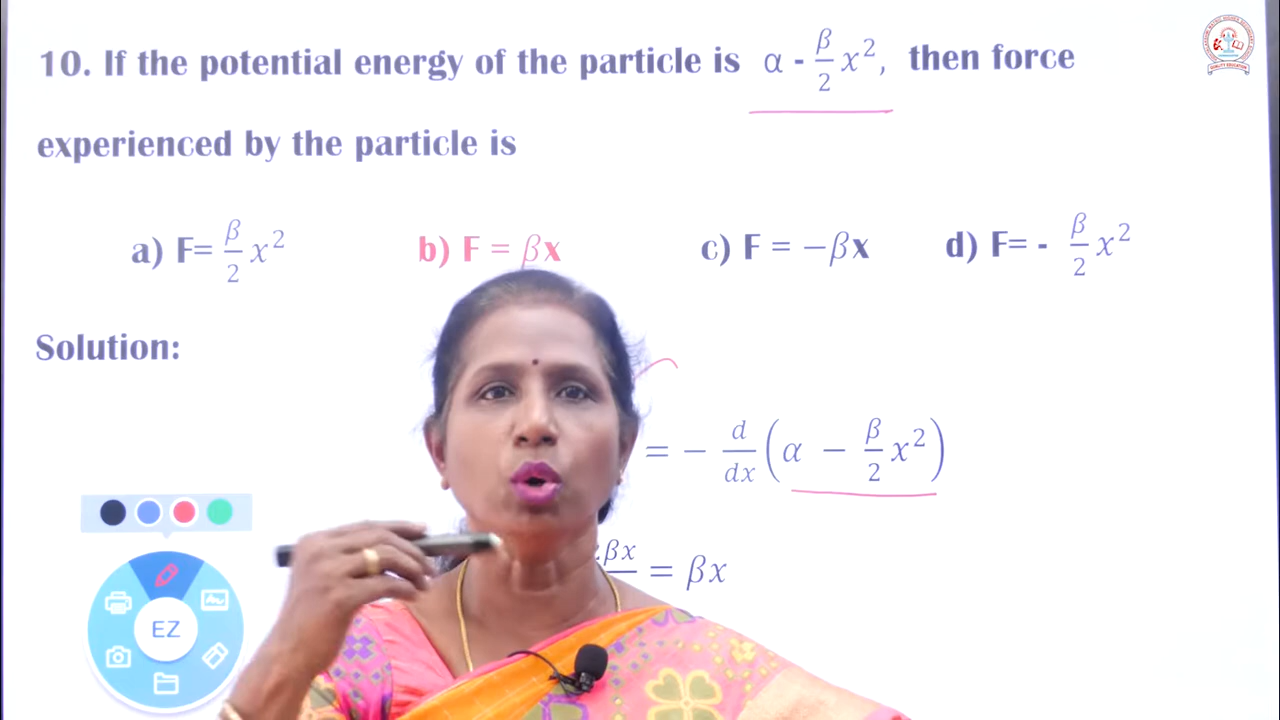 10. If the potential energy of the particle is α - β/2 x², then force
experienced by the particle is
a) F= β/2 x² b) F = βx c) F = −βx d) F= - β/2 x²
Solution:
= − d/dx (α − β/2 x²)
βx = βx
EZ